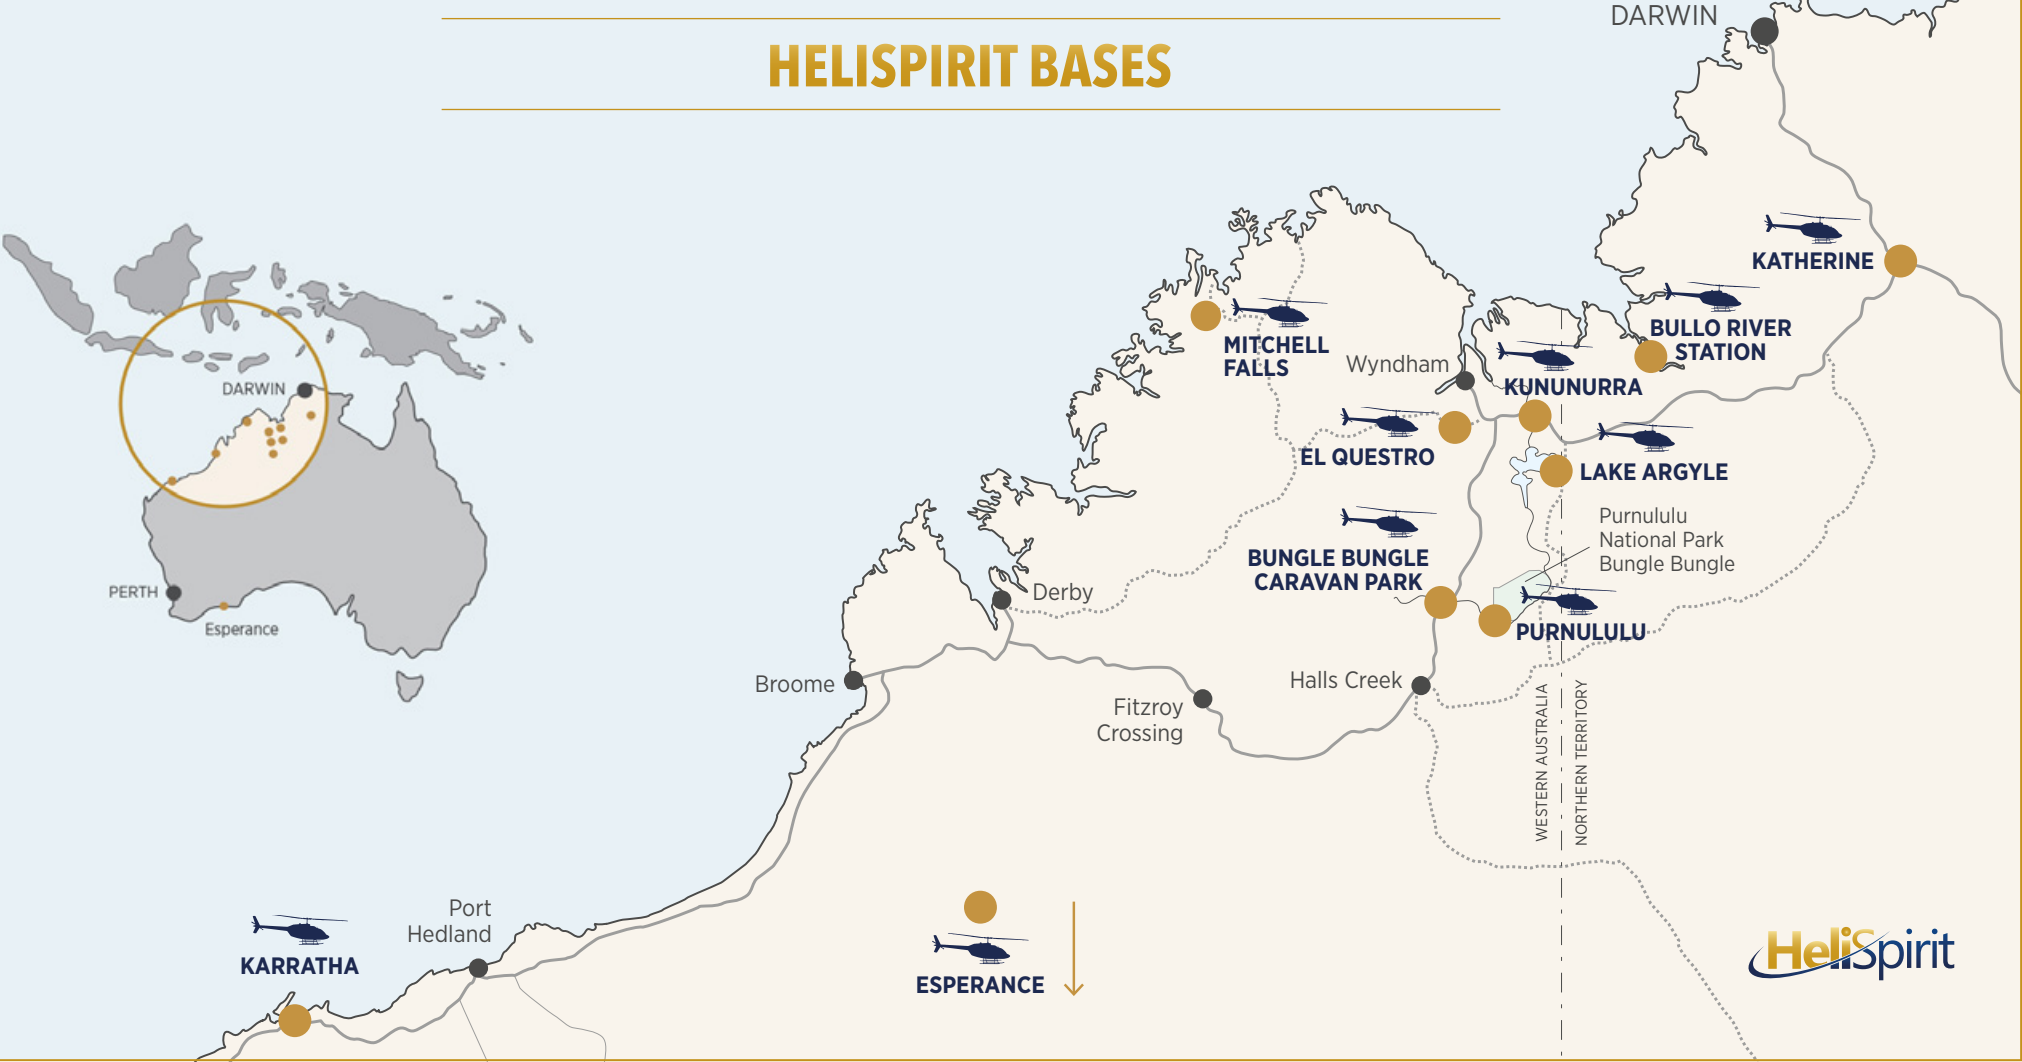 HELISPIRIT BASES
DARWIN
KATHERINE
BULLO RIVER
STATION
MITCHELL
FALLS
Wyndham
KUNUNURRA
EL QUESTRO
LAKE ARGYLE
Purnululu
National Park
Bungle Bungle
BUNGLE BUNGLE
CARAVAN PARK
PURNULULU
Derby
Broome
Halls Creek
Fitzroy
Crossing
WESTERN AUSTRALIA
NORTHERN TERRITORY
Port
Hedland
KARRATHA
ESPERANCE
HeliSpirit
DARWIN
PERTH
Esperance